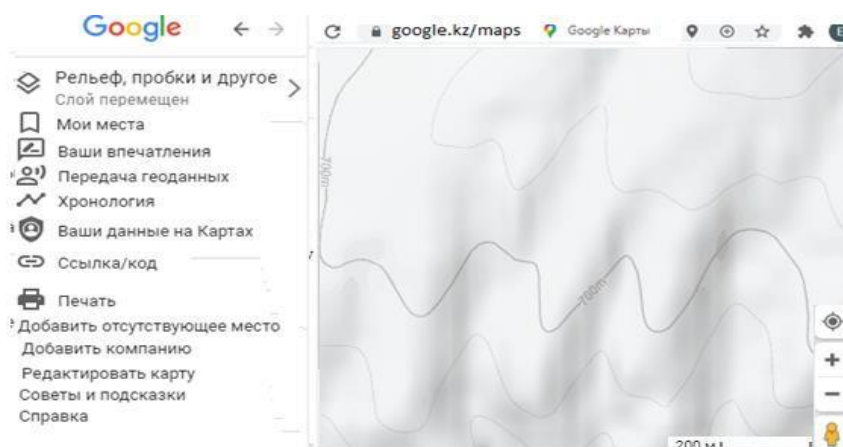 Google
google.kz/maps
Google Карты
Рельеф, пробки и другое
Слой перемещен
Мои места
Ваши впечатления
Передача геоданных
Хронология
Ваши данные на Картах
Ссылка/код
Печать
Добавить отсутствующее место
Добавить компанию
Редактировать карту
Советы и подсказки
Справка
700m
700m
200 м